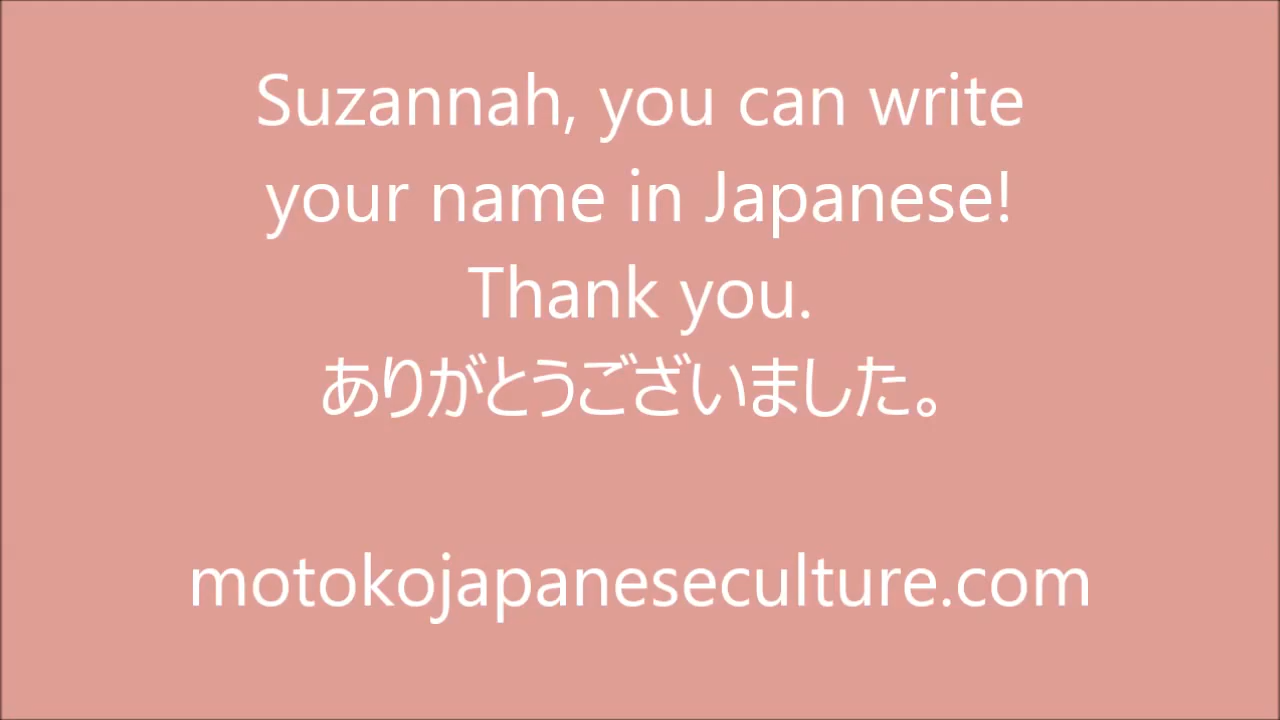 Suzannah, you can write
your name in Japanese!
Thank you.
ありがとうございました。
motokojapaneseculture.com